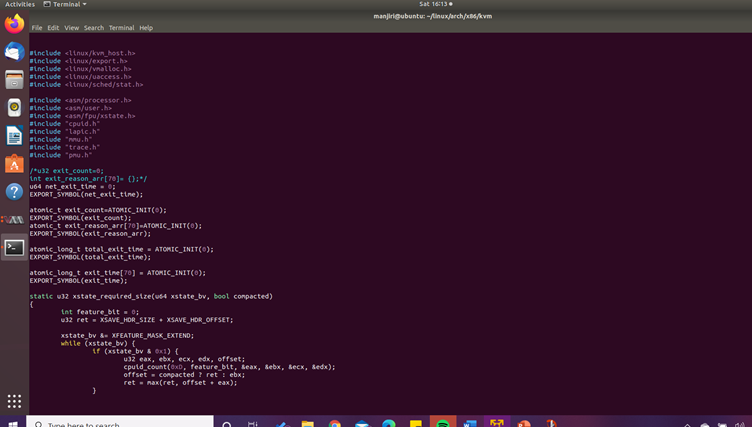 Activities Terminal Sat 16:13
manjiri@ubuntu: ~/linux/arch/x86/kvm
File Edit View Search Terminal Help
#include <linux/kvm_host.h>
#include <linux/export.h>
#include <linux/vmalloc.h>
#include <linux/uaccess.h>
#include <linux/sched/stat.h>
#include <asm/processor.h>
#include <asm/user.h>
#include <asm/fpu/xstate.h>
#include "cpuid.h"
#include "lapic.h"
#include "mmu.h"
#include "trace.h"
#include "pmu.h"
/*u32 exit_count=0;
int exit_reason_arr[70]= {};*/
u64 net_exit_time = 0;
EXPORT_SYMBOL(net_exit_time);
atomic_t exit_count=ATOMIC_INIT(0);
EXPORT_SYMBOL(exit_count);
atomic_t exit_reason_arr[70]=ATOMIC_INIT(0);
EXPORT_SYMBOL(exit_reason_arr);
atomic_long_t total_exit_time = ATOMIC_INIT(0);
EXPORT_SYMBOL(total_exit_time);
atomic_long_t exit_time[70] = ATOMIC_INIT(0);
EXPORT_SYMBOL(exit_time);
static u32 xstate_required_size(u64 xstate_bv, bool compacted)
{
int feature_bit = 0;
u32 ret = XSAVE_HDR_SIZE + XSAVE_HDR_OFFSET;
xstate_bv &= XFEATURE_MASK_EXTEND;
while (xstate_bv) {
if (xstate_bv & 0x1) {
u32 eax, ebx, ecx, edx, offset;
cpuid_count(0xD, feature_bit, &eax, &ebx, &ecx, &edx);
offset = compacted ? ret : ebx;
ret = max(ret, offset + eax);
}
Type here to search